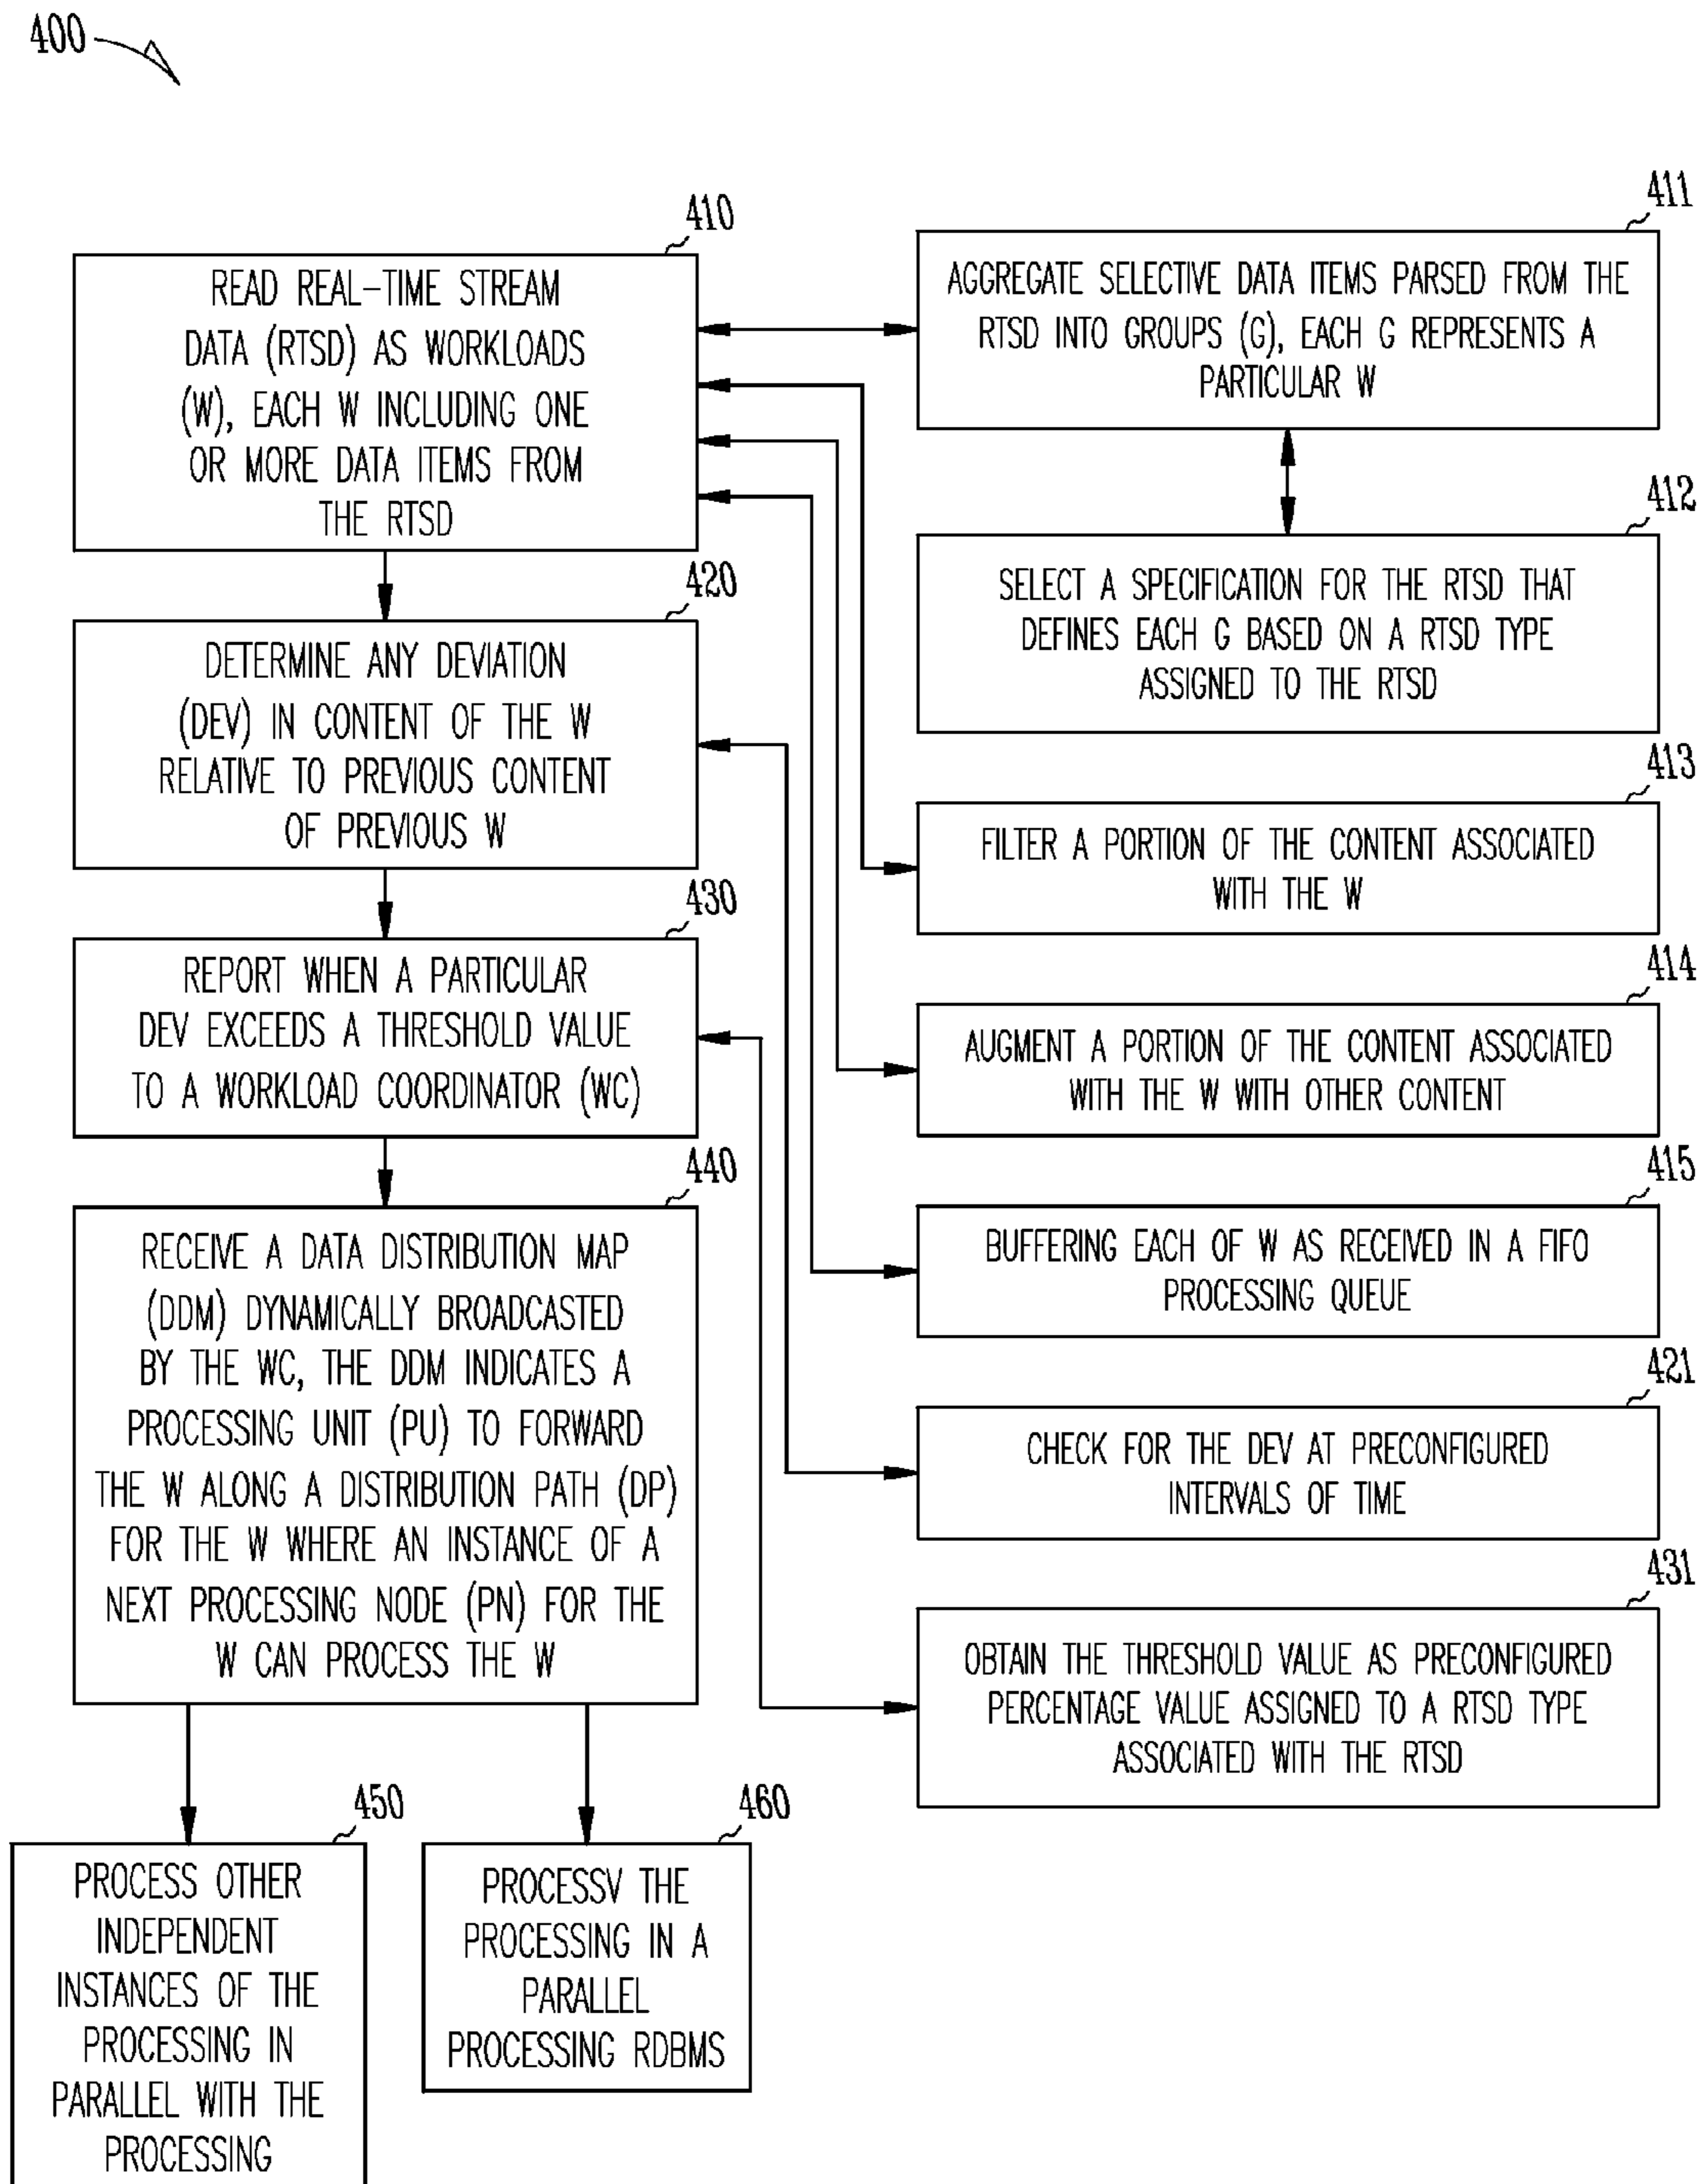 400
410
READ REAL-TIME STREAM
DATA (RTSD) AS WORKLOADS
(W), EACH W INCLUDING ONE
OR MORE DATA ITEMS FROM
THE RTSD
420
DETERMINE ANY DEVIATION
(DEV) IN CONTENT OF THE W
RELATIVE TO PREVIOUS CONTENT
OF PREVIOUS W
430
REPORT WHEN A PARTICULAR
DEV EXCEEDS A THRESHOLD VALUE
TO A WORKLOAD COORDINATOR (WC)
440
RECEIVE A DATA DISTRIBUTION MAP
(DDM) DYNAMICALLY BROADCASTED
BY THE WC, THE DDM INDICATES A
PROCESSING UNIT (PU) TO FORWARD
THE W ALONG A DISTRIBUTION PATH (DP)
FOR THE W WHERE AN INSTANCE OF A
NEXT PROCESSING NODE (PN) FOR THE
W CAN PROCESS THE W
450
PROCESS OTHER
INDEPENDENT
INSTANCES OF THE
PROCESSING IN
PARALLEL WITH THE
PROCESSING
460
PROCESSV THE
PROCESSING IN A
PARALLEL
PROCESSING RDBMS
411
AGGREGATE SELECTIVE DATA ITEMS PARSED FROM THE
RTSD INTO GROUPS (G), EACH G REPRESENTS A
PARTICULAR W
412
SELECT A SPECIFICATION FOR THE RTSD THAT
DEFINES EACH G BASED ON A RTSD TYPE
ASSIGNED TO THE RTSD
413
FILTER A PORTION OF THE CONTENT ASSOCIATED
WITH THE W
414
AUGMENT A PORTION OF THE CONTENT ASSOCIATED
WITH THE W WITH OTHER CONTENT
415
BUFFERING EACH OF W AS RECEIVED IN A FIFO
PROCESSING QUEUE
421
CHECK FOR THE DEV AT PRECONFIGURED
INTERVALS OF TIME
431
OBTAIN THE THRESHOLD VALUE AS PRECONFIGURED
PERCENTAGE VALUE ASSIGNED TO A RTSD TYPE
ASSOCIATED WITH THE RTSD